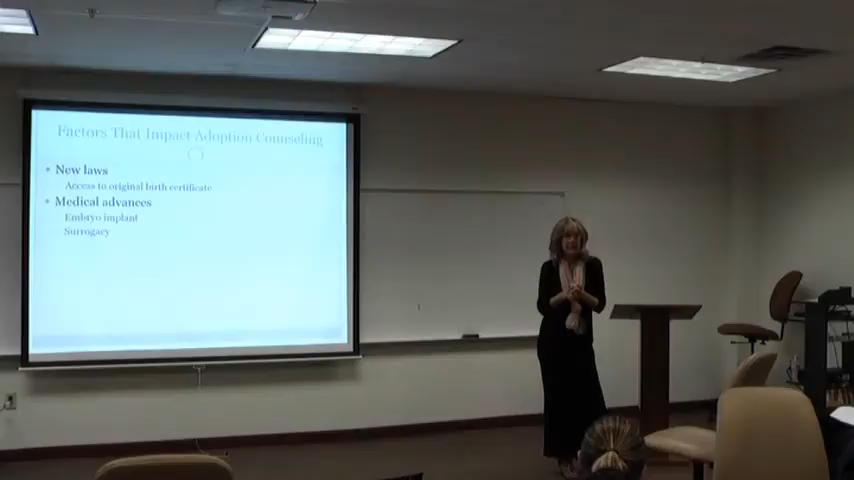 Factors That Impact Adoption Counseling
• New laws
Access to original birth certificate
• Medical advances
Embryo implant
Surrogacy